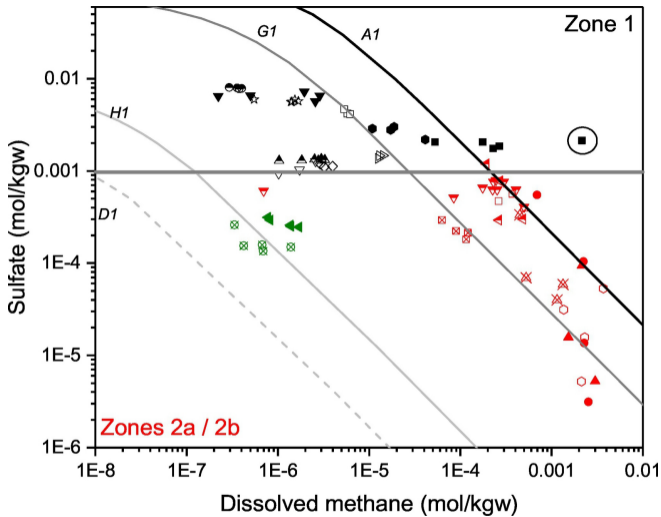 G1
A1
Zone 1
0.01
H1
0.001
D1
Sulfate (mol/kgw)
1E-4
1E-5
Zones 2a / 2b
1E-6
1E-8 1E-7 1E-6 1E-5 1E-4 0.001
Dissolved methane (mol/kgw)